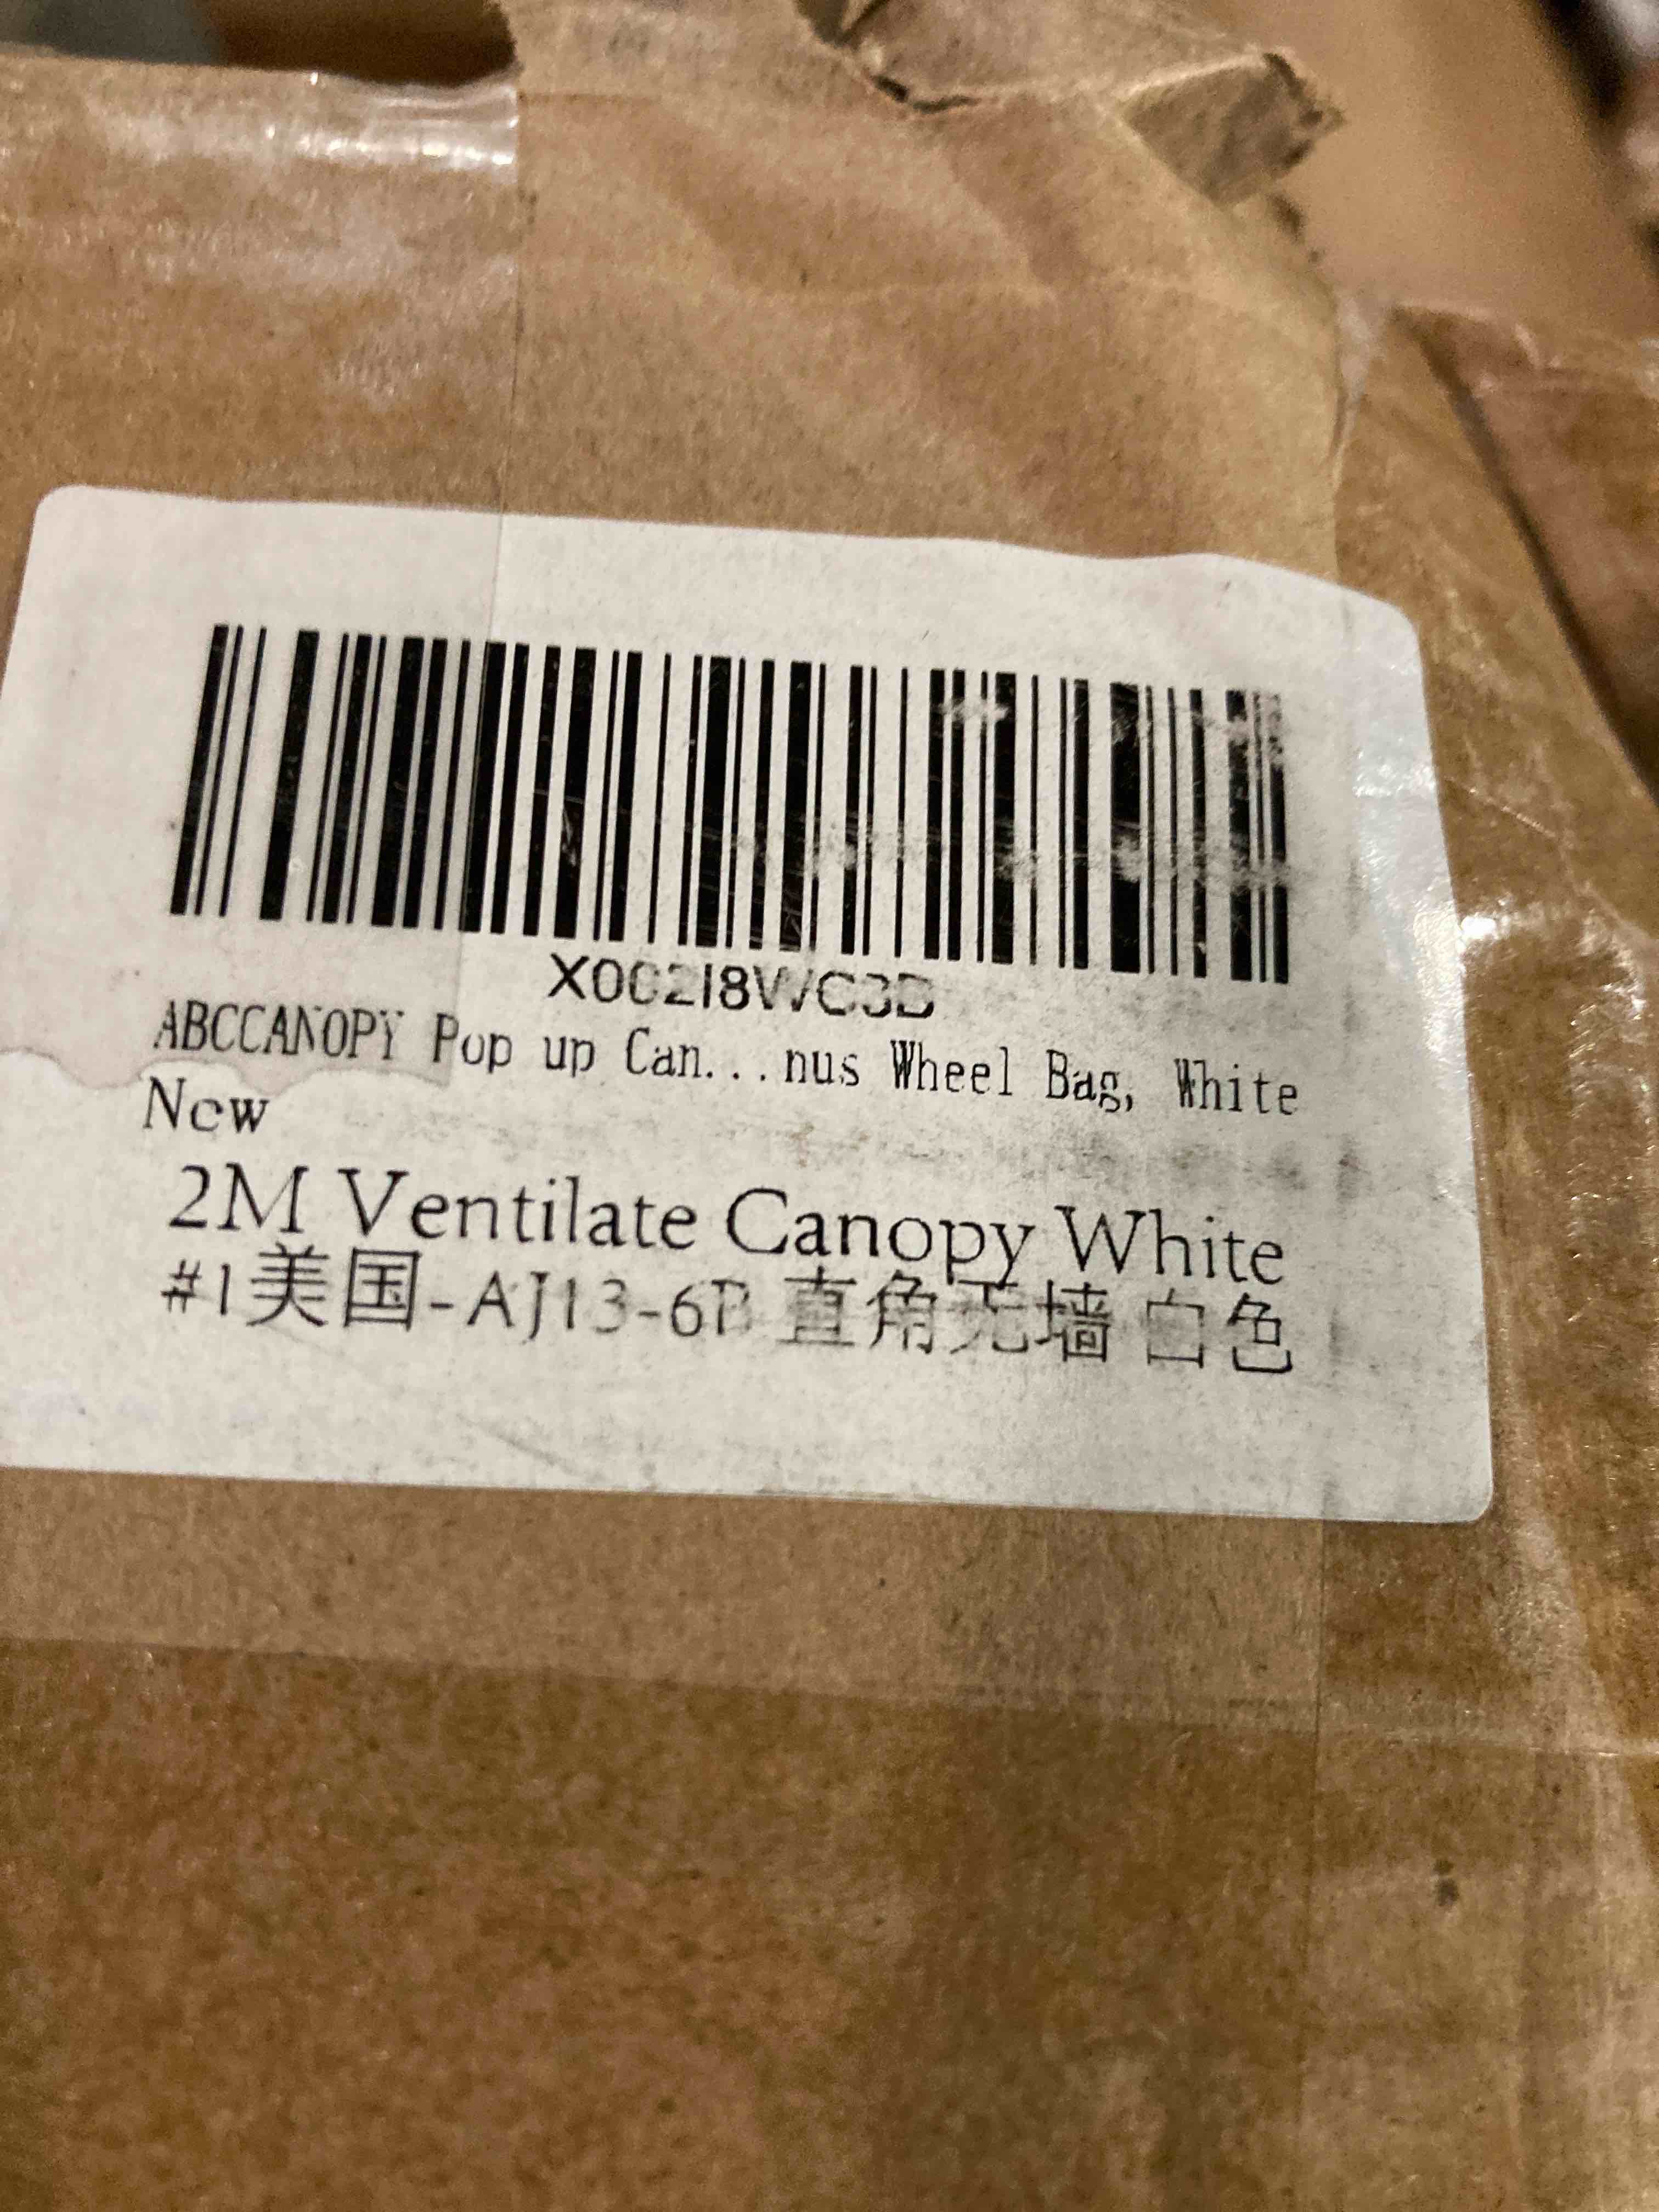 ABCCANOPY Pop up Can...nus Wheel Bag, White
New
2M Ventilate Canopy White
#1美国-AJ13-6B 直角无墙 白色